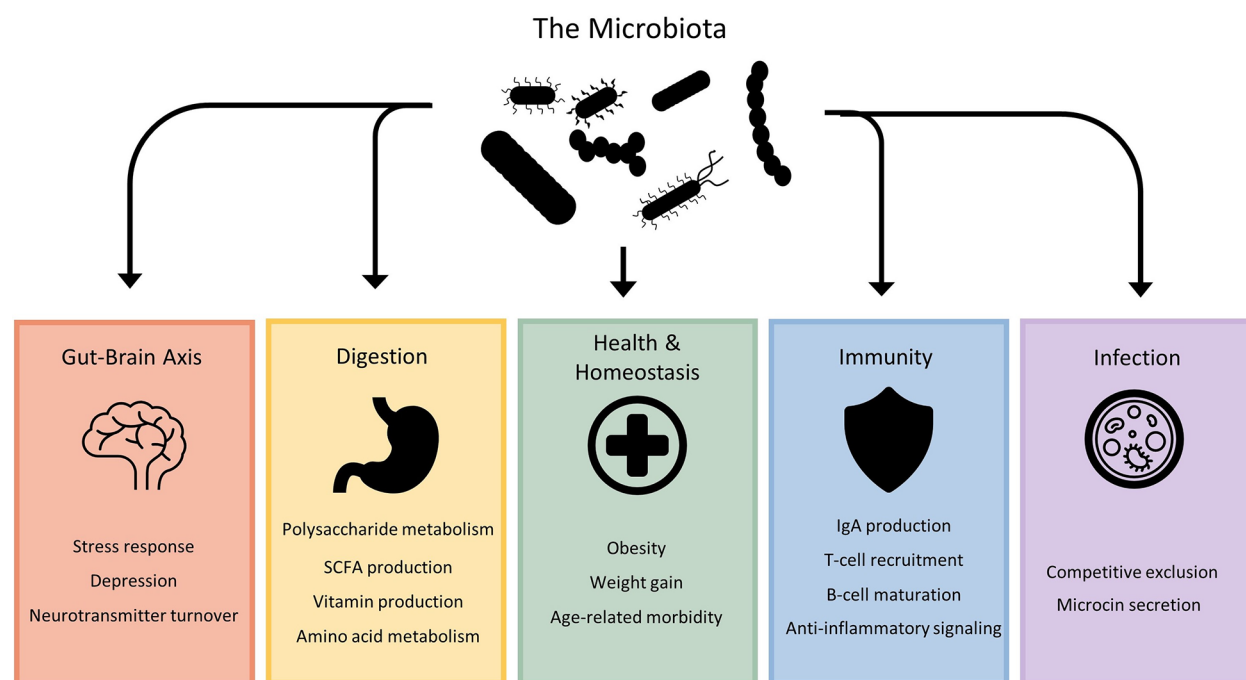 The Microbiota
Gut-Brain Axis
Stress response
Depression
Neurotransmitter turnover
Digestion
Polysaccharide metabolism
SCFA production
Vitamin production
Amino acid metabolism
Health &
Homeostasis
Obesity
Weight gain
Age-related morbidity
Immunity
IgA production
T-cell recruitment
B-cell maturation
Anti-inflammatory signaling
Infection
Competitive exclusion
Microcin secretion